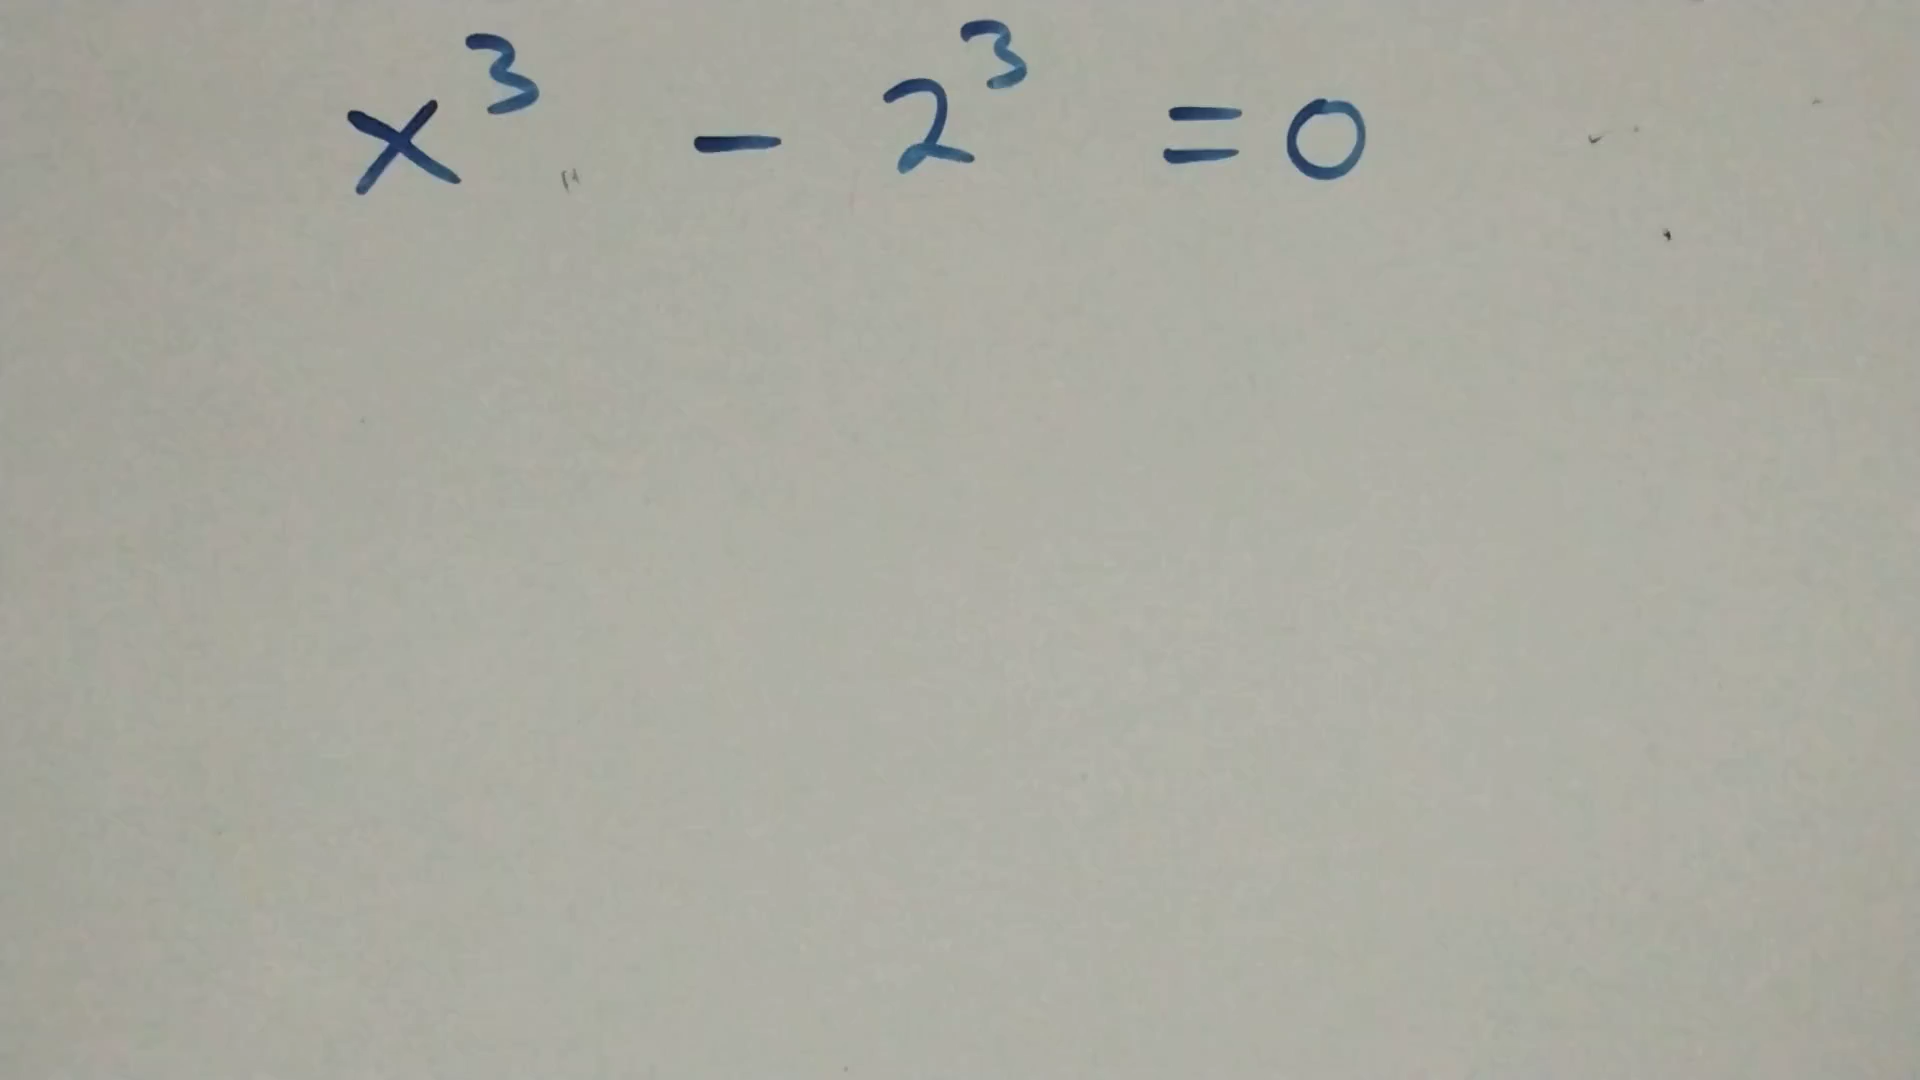 x³ - 2³ = 0